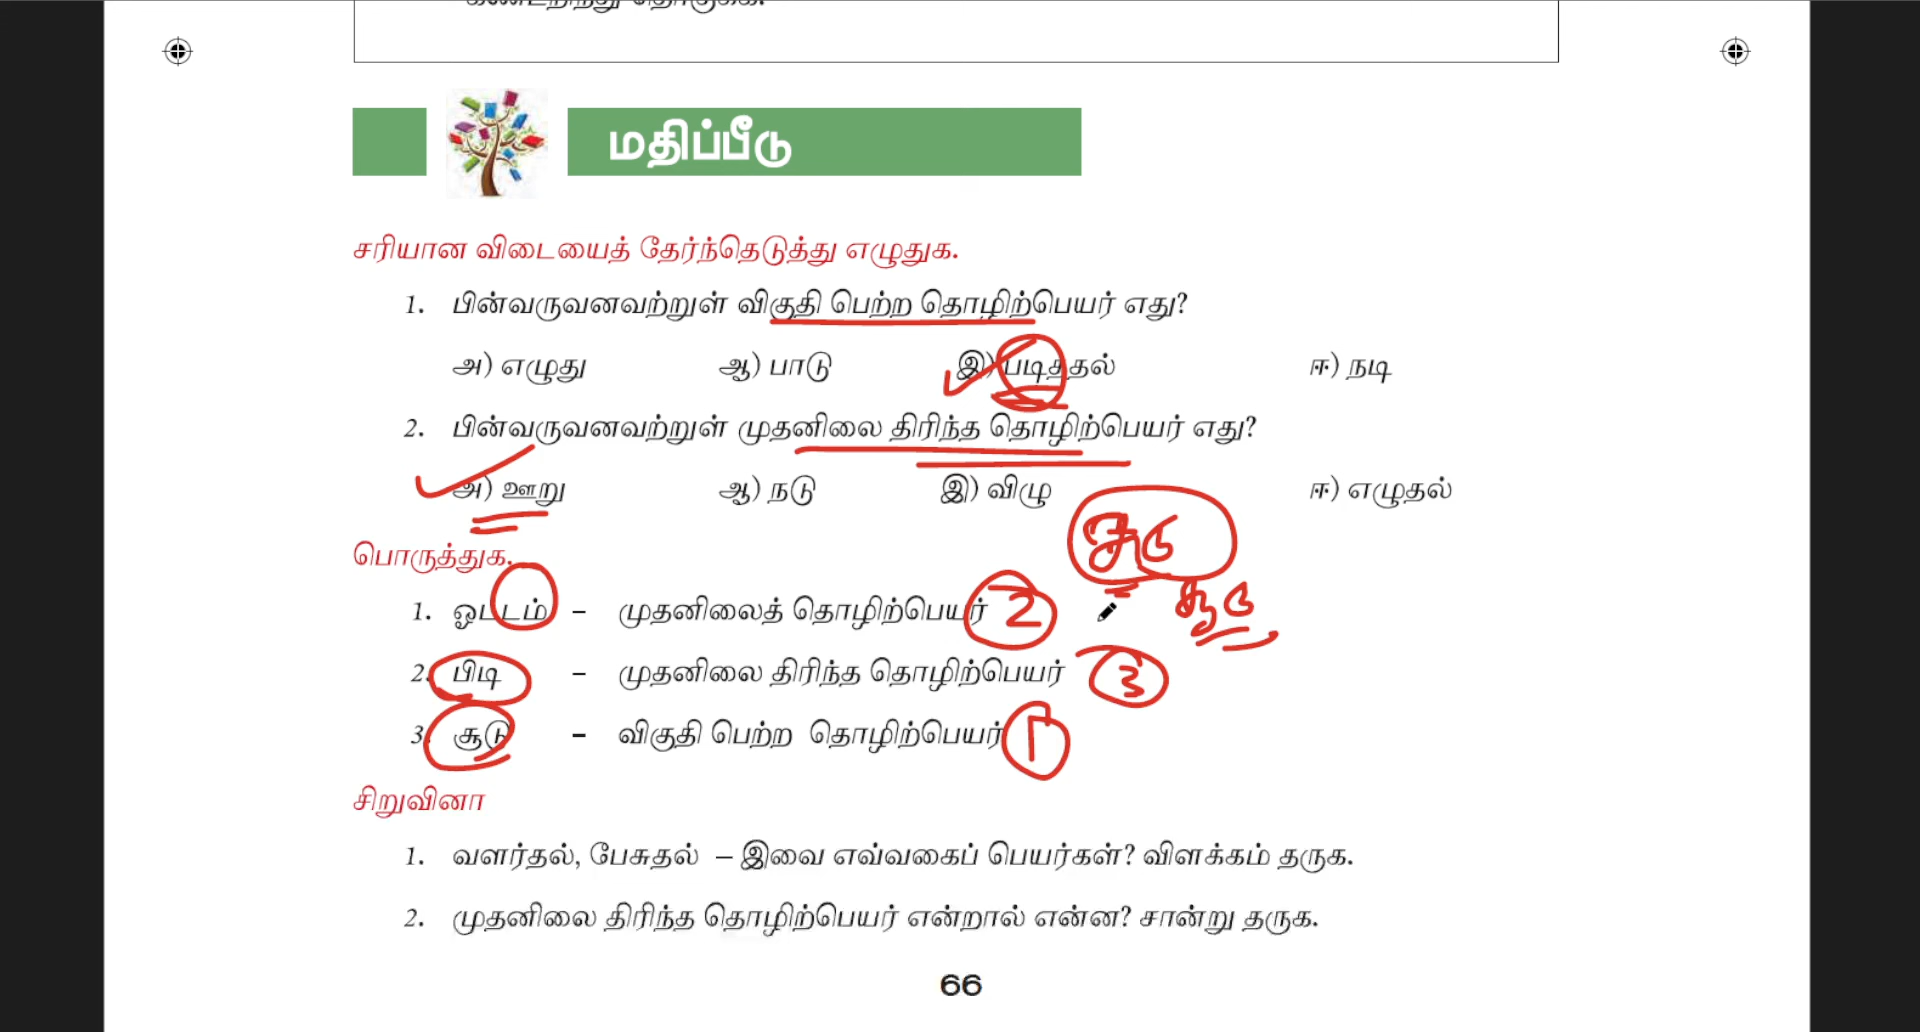 மதிப்பீடு
சரியான விடையைத் தேர்ந்தெடுத்து எழுதுக.
1. பின்வருவனவற்றுள் விகுதி பெற்ற தொழிற்பெயர் எது?
அ) எழுது ஆ) பாடு இ) படித்தல் ஈ) நடி
2. பின்வருவனவற்றுள் முதனிலை திரிந்த தொழிற்பெயர் எது?
அ) ஊறு ஆ) நடு இ) விழு ஈ) எழுதல்
பொருத்துக.
1. ஓட்டம் – முதனிலைத் தொழிற்பெயர் 2
2. பிடி – முதனிலை திரிந்த தொழிற்பெயர் 3
3. சூடு – விகுதி பெற்ற தொழிற்பெயர் 1
சிறுவினா
1. வளர்தல், பேசுதல் – இவை எவ்வகைப் பெயர்கள்? விளக்கம் தருக.
2. முதனிலை திரிந்த தொழிற்பெயர் என்றால் என்ன? சான்று தருக.
66